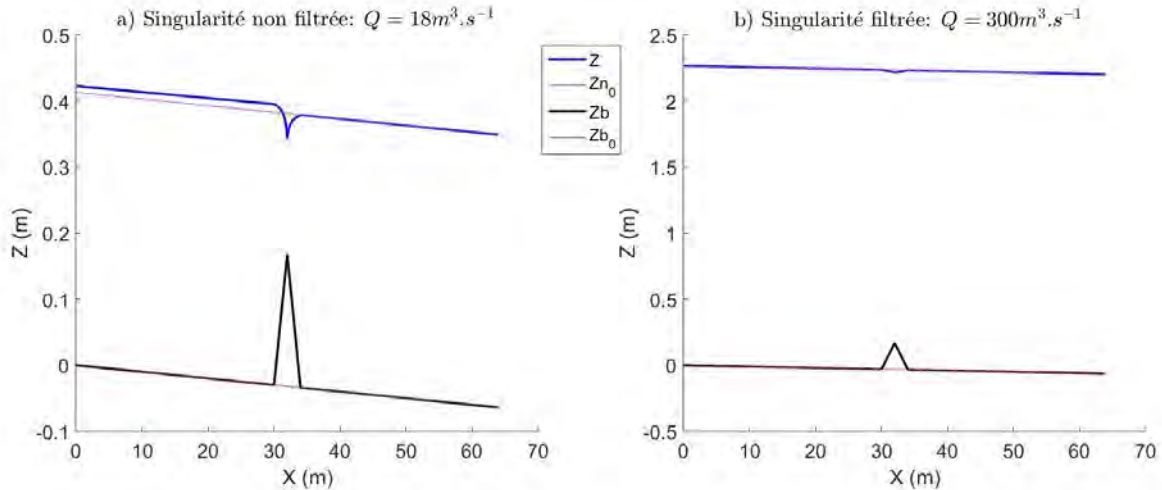 a) Singularité non filtrée: Q = 18m³.s⁻¹
0.5
0.4
0.3
0.2
0.1
0
-0.1
Z (m)
0 10 20 30 40 50 60 70
X (m)
Z
Zn₀
Zb
Zb₀
b) Singularité filtrée: Q = 300m³.s⁻¹
2.5
2
1.5
1
0.5
0
-0.5
Z (m)
0 10 20 30 40 50 60 70
X (m)